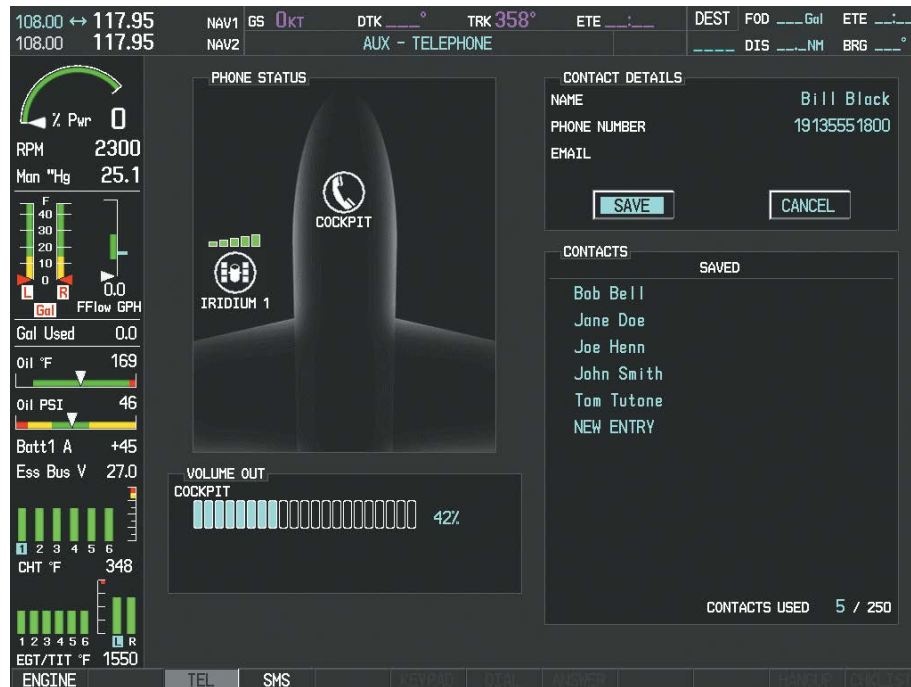 108.00 ↔ 117.95 NAV1 GS 0KT DTK ___° TRK 358° ETE __:__ DEST FOD ___Gal ETE __:__
108.00 117.95 NAV2 AUX - TELEPHONE ____ DIS __._NM BRG ___°
PHONE STATUS
COCKPIT
IRIDIUM 1
VOLUME OUT
COCKPIT
42%
CONTACT DETAILS
NAME Bill Black
PHONE NUMBER 19135551800
EMAIL
SAVE CANCEL
CONTACTS
SAVED
Bob Bell
Jane Doe
Joe Henn
John Smith
Tom Tutone
NEW ENTRY
CONTACTS USED 5 / 250
% Pwr 0
RPM 2300
Man "Hg 25.1
F
40
30
20
10
0
L R 0.0
Gal FFlow GPH
Gal Used 0.0
Oil °F 169
Oil PSI 46
Batt1 A +45
Ess Bus V 27.0
1 2 3 4 5 6
CHT °F 348
1 2 3 4 5 6 L R
EGT/TIT °F 1550
ENGINE TEL SMS KEYPAD DIAL ANSWER HANGUP CHKLIST